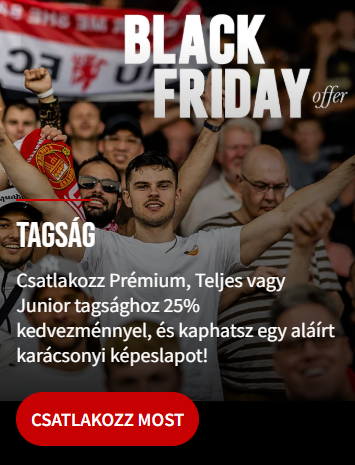 BLACK
FRIDAY offer
TAGSÁG
Csatlakozz Prémium, Teljes vagy
Junior tagsághoz 25%
kedvezménnyel, és kaphatsz egy aláírt
karácsonyi képeslapot!
CSATLAKOZZ MOST